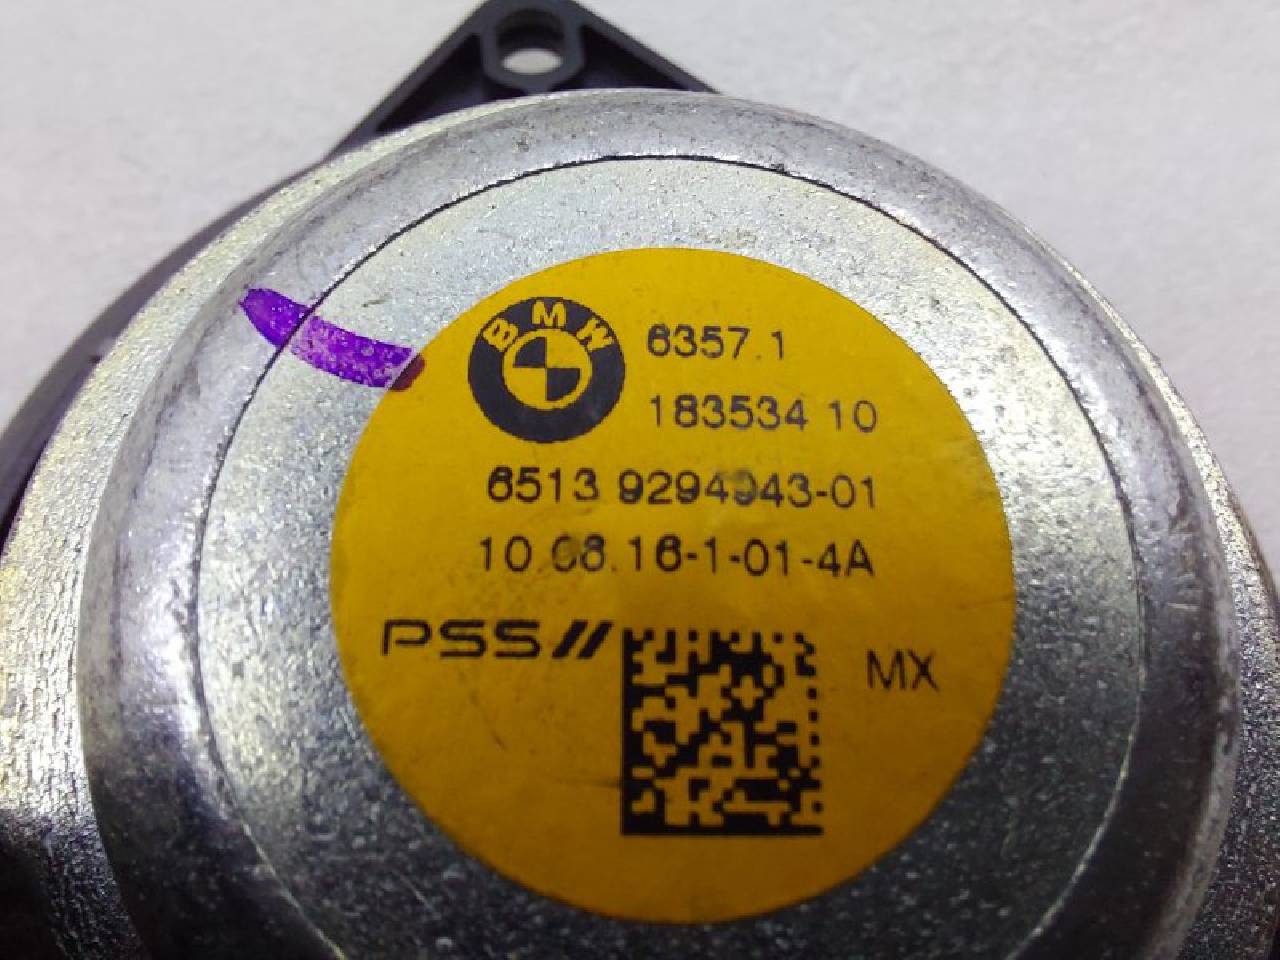 BMW
6357.1
183534 10
6513 9294943-01
10.08.16-1-01-4A
PSS//
MX